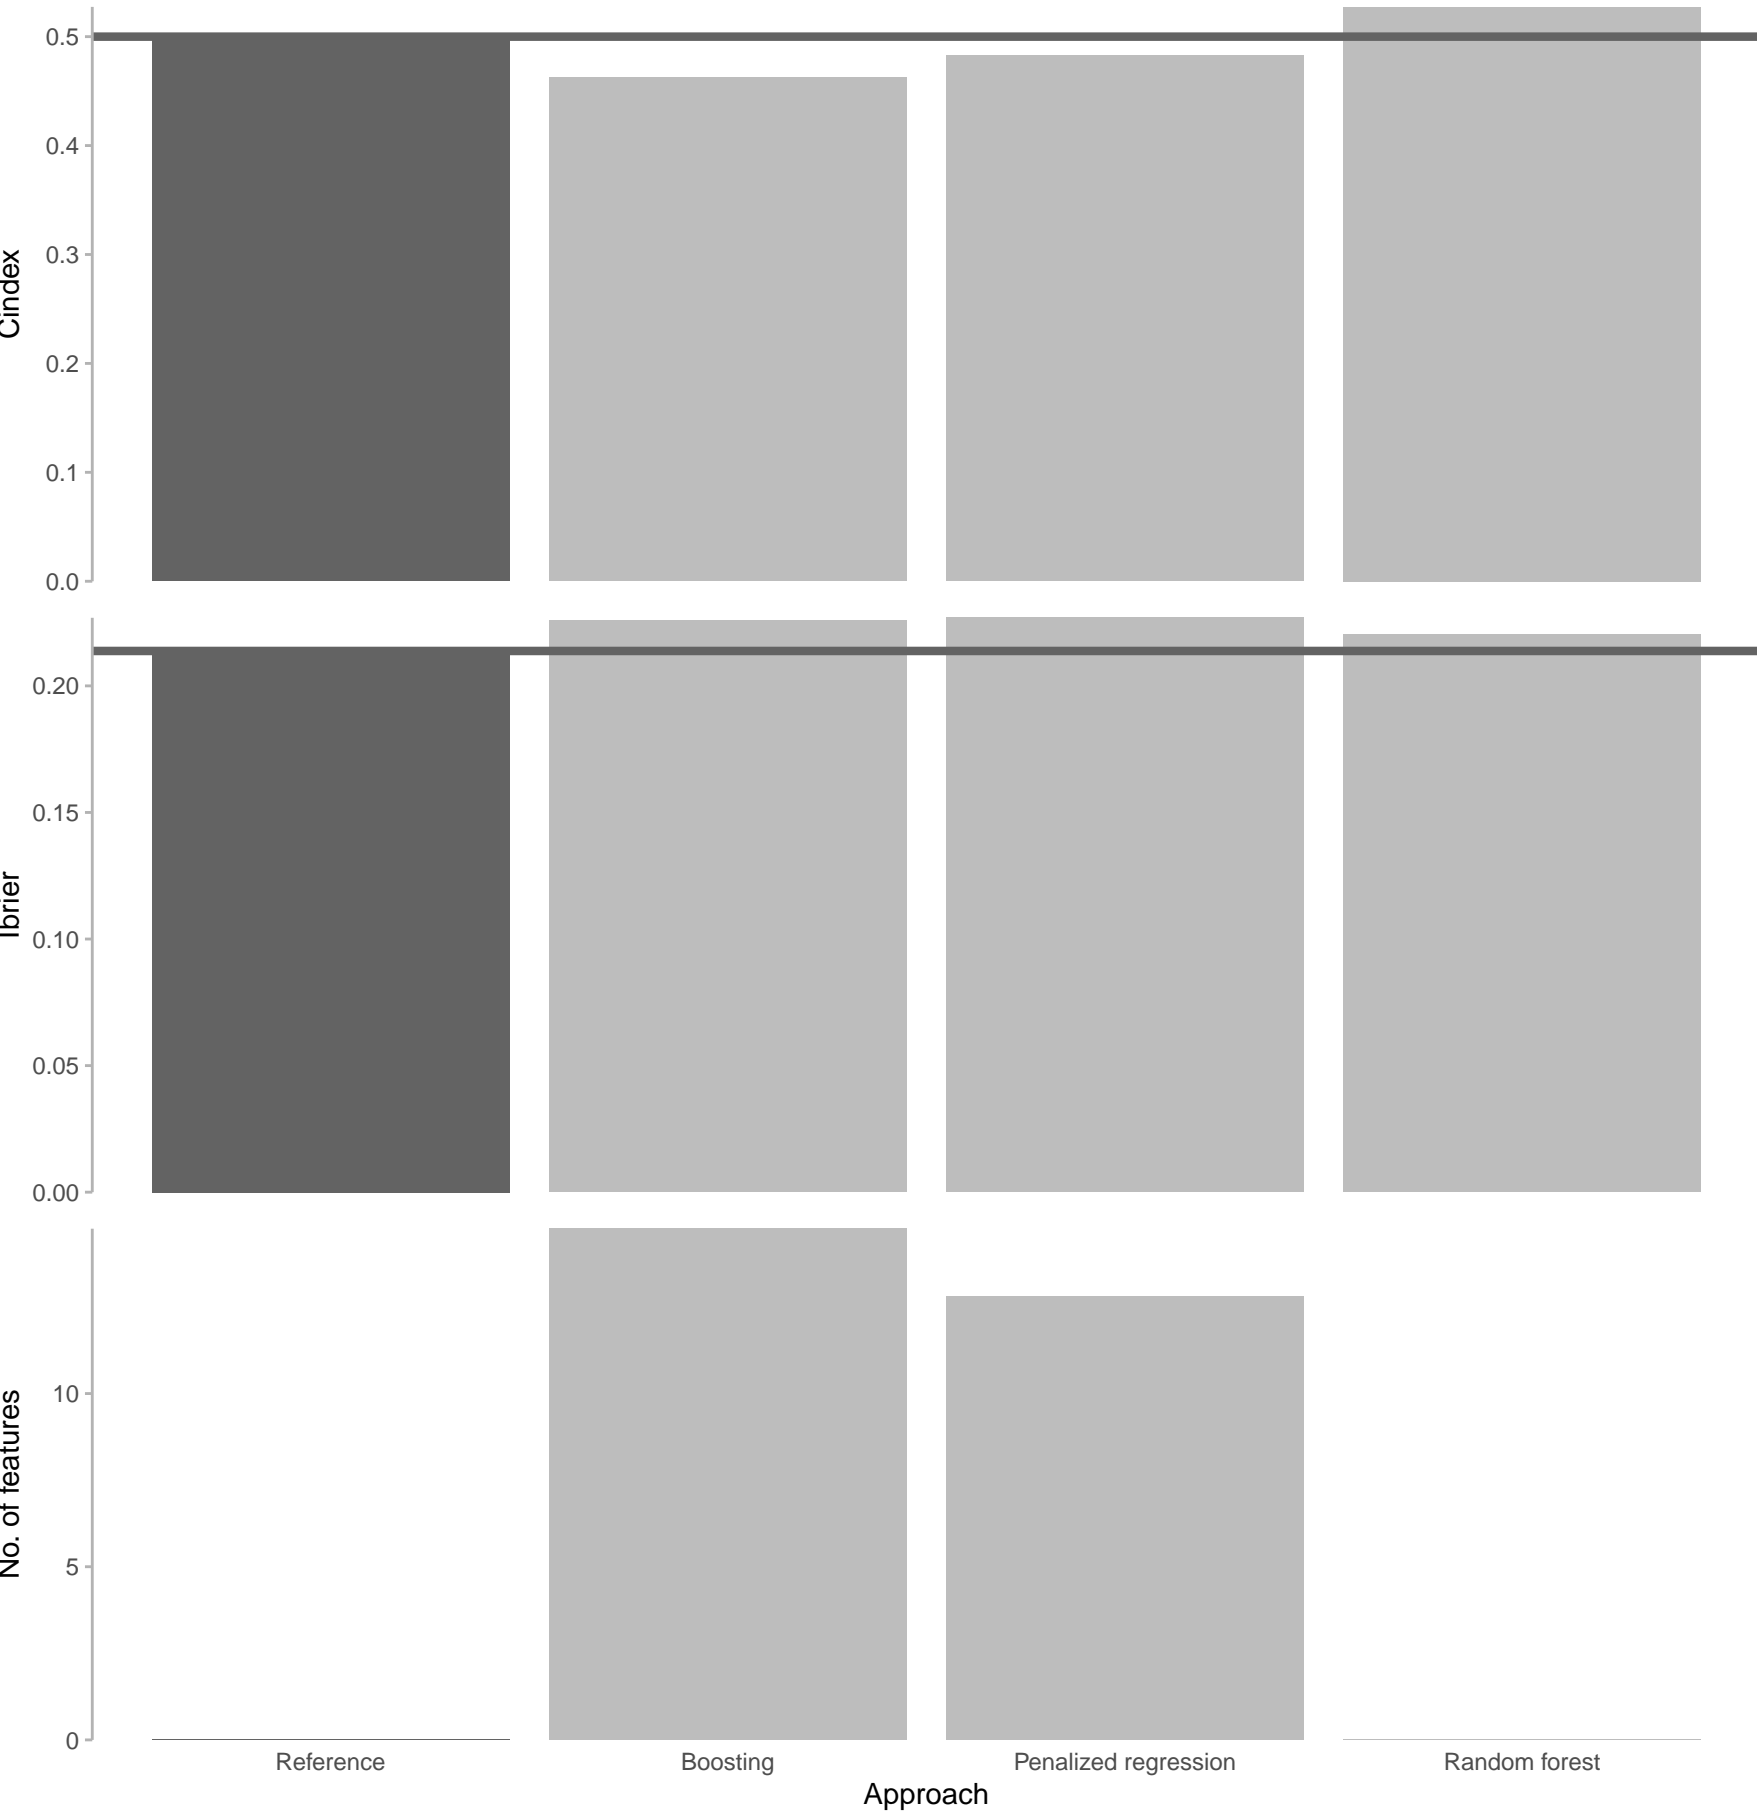 Cindex
0.5
0.4
0.3
0.2
0.1
0.0
Ibrier
0.20
0.15
0.10
0.05
0.00
No. of features
10
5
0
Reference Boosting Penalized regression Random forest
Approach